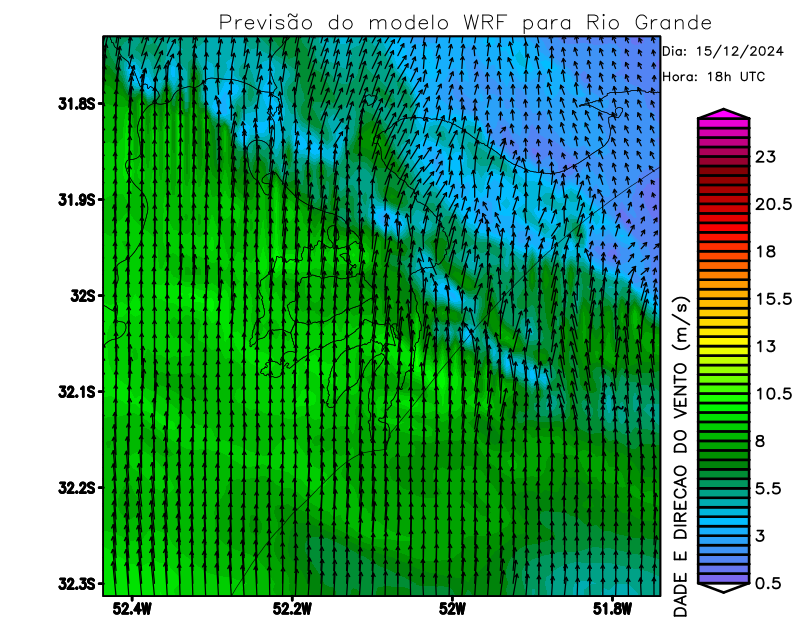 Previsão do modelo WRF para Rio Grande
Dia: 15/12/2024
Hora: 18h UTC
31.8S
31.9S
32S
32.1S
32.2S
32.3S
52.4W
52.2W
52W
51.8W
23
20.5
18
15.5
13
10.5
8
5.5
3
0.5
DADE E DIRECAO DO VENTO (m/s)